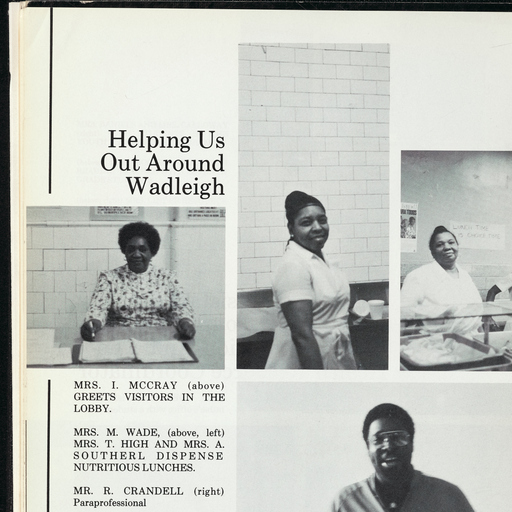 Helping Us
Out Around
Wadleigh
MRS. I. MCCRAY (above)
GREETS VISITORS IN THE
LOBBY.
MRS. M. WADE, (above, left)
MRS. T. HIGH AND MRS. A.
SOUTHERL DISPENSE
NUTRITIOUS LUNCHES.
MR. R. CRANDELL (right)
Paraprofessional